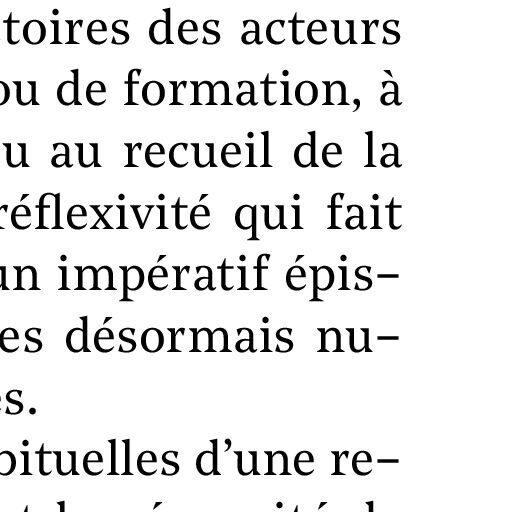 toires des acteurs
ou de formation, à
u au recueil de la
réflexivité qui fait
un impératif épis-
es désormais nu-
es.
bituelles d’une re-